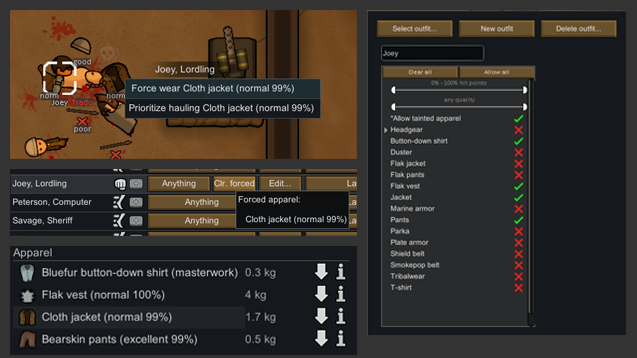 good
Joey, Lordling
Force wear Cloth jacket (normal 99%)
norm
norm
Joey
Prioritize hauling Cloth jacket (normal 99%)
poor
Joey, Lordling
Anything
Clr. forced
Edit...
La
Peterson, Computer
Anything
Forced apparel:
Savage, Sheriff
Anything
Cloth jacket (normal 99%)
Apparel
Bluefur button-down shirt (masterwork) 0.3 kg
Flak vest (normal 100%) 4 kg
Cloth jacket (normal 99%) 1.7 kg
Bearskin pants (excellent 99%) 0.5 kg
Select outfit...
New outfit
Delete outfit...
Joey
Clear all
Allow all
0% - 100% hit points
any quality
*Allow tainted apparel
Headgear
Button-down shirt
Duster
Flak jacket
Flak pants
Flak vest
Jacket
Marine armor
Pants
Parka
Plate armor
Shield belt
Smokepop belt
Tribalwear
T-shirt